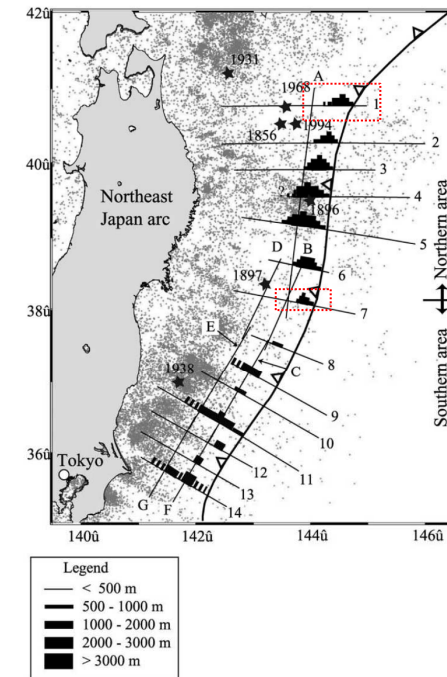 42û
1931
A
1968
1
1856
1994
2
40û
3
?
4
Northeast
Japan arc
1896
5
D
B
Northern area
1897
6
38û
7
Southern area
E
8
1938
C
9
10
36û
Tokyo
11
12
13
G
F
14
140û
142û
144û
146û
Legend
< 500 m
500 - 1000 m
1000 - 2000 m
2000 - 3000 m
> 3000 m